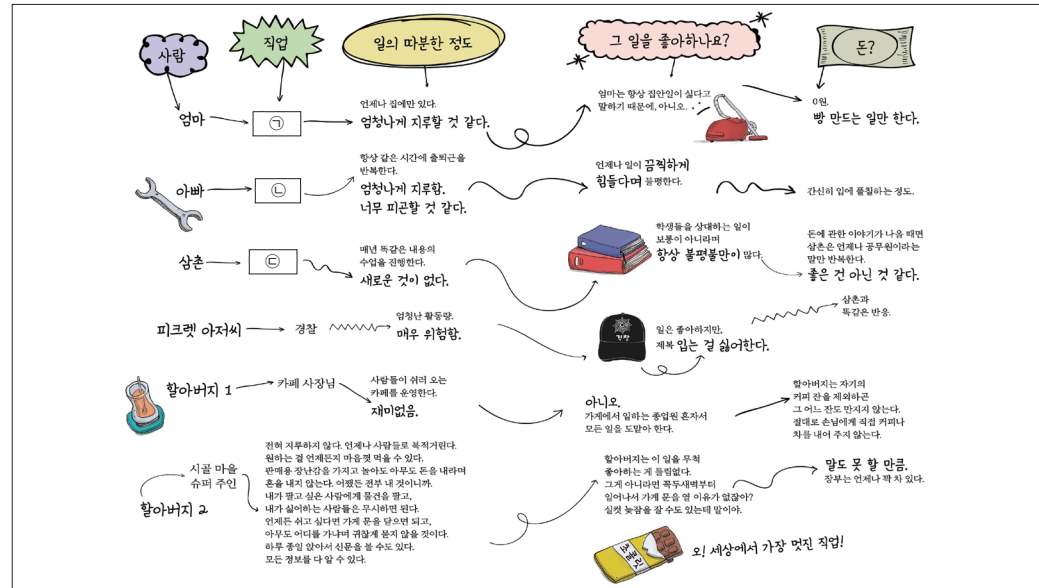 사람
직업
일의 따분한 정도
그 일을 좋아하나요?
돈?
엄마
㉠
언제나 집에만 있다.
엄청나게 지루할 것 같다.
엄마는 항상 집안일이 싫다고
말하기 때문에, 아니오.
0원.
빵 만드는 일만 한다.
아빠
㉡
항상 같은 시간에 출퇴근을
반복한다.
엄청나게 지루함.
너무 피곤할 것 같다.
언제나 일이 끔찍하게
힘들다며 불평한다.
간신히 입에 풀칠하는 정도.
삼촌
㉢
매년 똑같은 내용의
수업을 진행한다.
새로운 것이 없다.
학생들을 상대하는 일이
보통이 아니라며
항상 불평불만이 많다.
돈에 관한 이야기가 나올 때면
삼촌은 언제나 공무원이라는
말만 반복한다.
좋은 건 아닌 것 같다.
피크렛 아저씨
경찰
엄청난 활동량.
매우 위험함.
경찰
일은 좋아하지만,
제복 입는 걸 싫어한다.
삼촌과
똑같은 반응.
할아버지 1
카페 사장님
사람들이 쉬러 오는
카페를 운영한다.
재미없음.
아니오.
가게에서 일하는 종업원 혼자서
모든 일을 도맡아 한다.
할아버지는 자기의
커피 잔을 제외하곤
그 어느 잔도 만지지 않는다.
절대로 손님에게 직접 커피나
차를 내어 주지 않는다.
할아버지 2
시골 마을
슈퍼 주인
전혀 지루하지 않다. 언제나 사람들로 북적거린다.
원하는 걸 언제든지 마음껏 먹을 수 있다.
판매용 장난감을 가지고 놀아도 아무도 돈을 내라며
혼을 내지 않는다. 어쨌든 전부 내 것이니까.
내가 팔고 싶은 사람에게 물건을 팔고,
내가 싫어하는 사람들은 무시하면 된다.
언제든 쉬고 싶다면 가게 문을 닫으면 되고,
아무도 어디를 가냐며 귀찮게 묻지 않을 것이다.
하루 종일 앉아서 신문을 볼 수도 있다.
모든 정보를 다 알 수 있다.
할아버지는 이 일을 무척
좋아하는 게 틀림없다.
그게 아니라면 꼭두새벽부터
일어나서 가게 문을 열 이유가 없잖아?
실컷 늦잠을 잘 수도 있는데 말이야.
말도 못 할 만큼.
장부는 언제나 꽉 차 있다.
초콜릿
오! 세상에서 가장 멋진 직업!